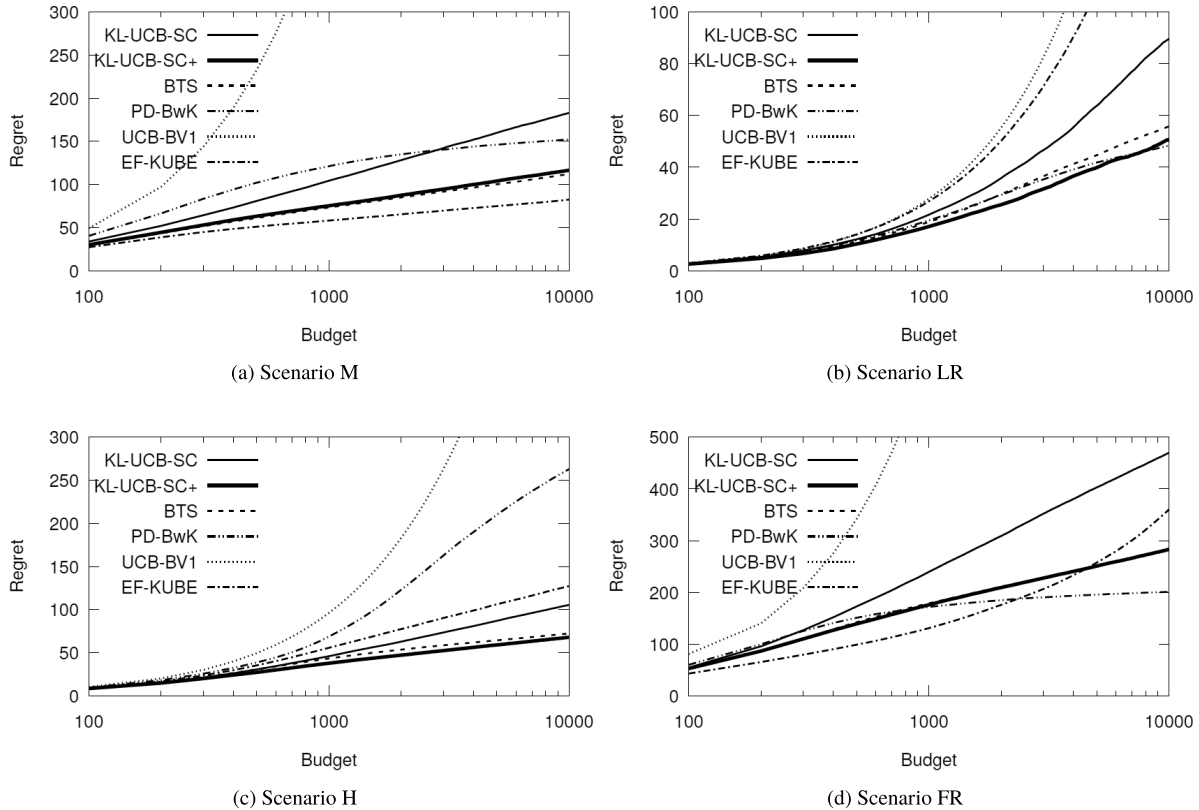 300
250
200
150
100
50
0
Regret
KL-UCB-SC
KL-UCB-SC+
BTS
PD-BwK
UCB-BV1
EF-KUBE
100
1000
10000
Budget
(a) Scenario M
100
80
60
40
20
0
Regret
KL-UCB-SC
KL-UCB-SC+
BTS
PD-BwK
UCB-BV1
EF-KUBE
100
1000
10000
Budget
(b) Scenario LR
300
250
200
150
100
50
0
Regret
KL-UCB-SC
KL-UCB-SC+
BTS
PD-BwK
UCB-BV1
EF-KUBE
100
1000
10000
Budget
(c) Scenario H
500
400
300
200
100
0
Regret
KL-UCB-SC
KL-UCB-SC+
BTS
PD-BwK
UCB-BV1
EF-KUBE
100
1000
10000
Budget
(d) Scenario FR